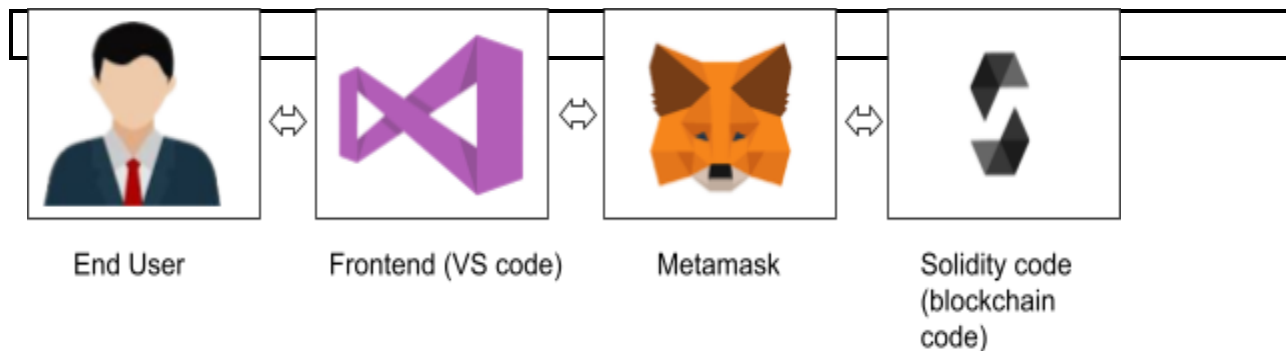 End User
Frontend (VS code)
Metamask
Solidity code
(blockchain
code)